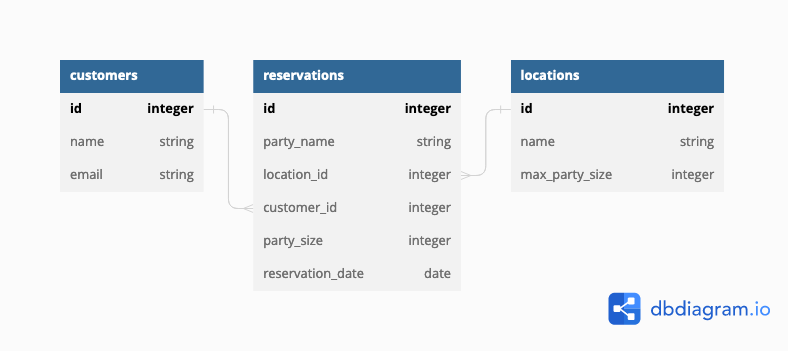 customers
id integer
name string
email string
reservations
id integer
party_name string
location_id integer
customer_id integer
party_size integer
reservation_date date
locations
id integer
name string
max_party_size integer
dbdiagram.io